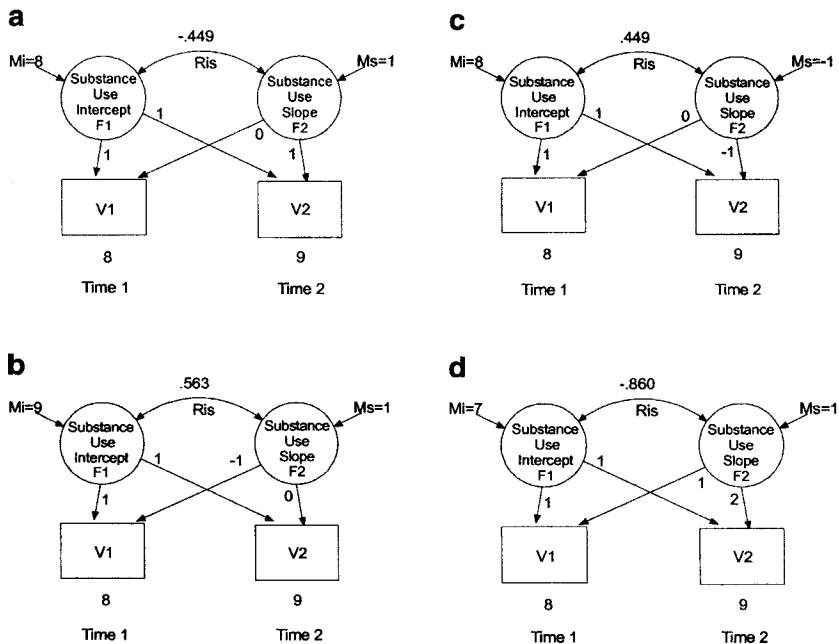 a
-.449
Mi=8
Ris
Ms=1
Substance
Use
Intercept
F1
Substance
Use
Slope
F2
1
0
1
1
V1
V2
8
9
Time 1
Time 2
c
.449
Mi=8
Ris
Ms=-1
Substance
Use
Intercept
F1
Substance
Use
Slope
F2
1
0
1
-1
V1
V2
8
9
Time 1
Time 2
b
.563
Mi=9
Ris
Ms=1
Substance
Use
Intercept
F1
Substance
Use
Slope
F2
1
-1
1
0
V1
V2
8
9
Time 1
Time 2
d
-.860
Mi=7
Ris
Ms=1
Substance
Use
Intercept
F1
Substance
Use
Slope
F2
1
1
1
2
V1
V2
8
9
Time 1
Time 2